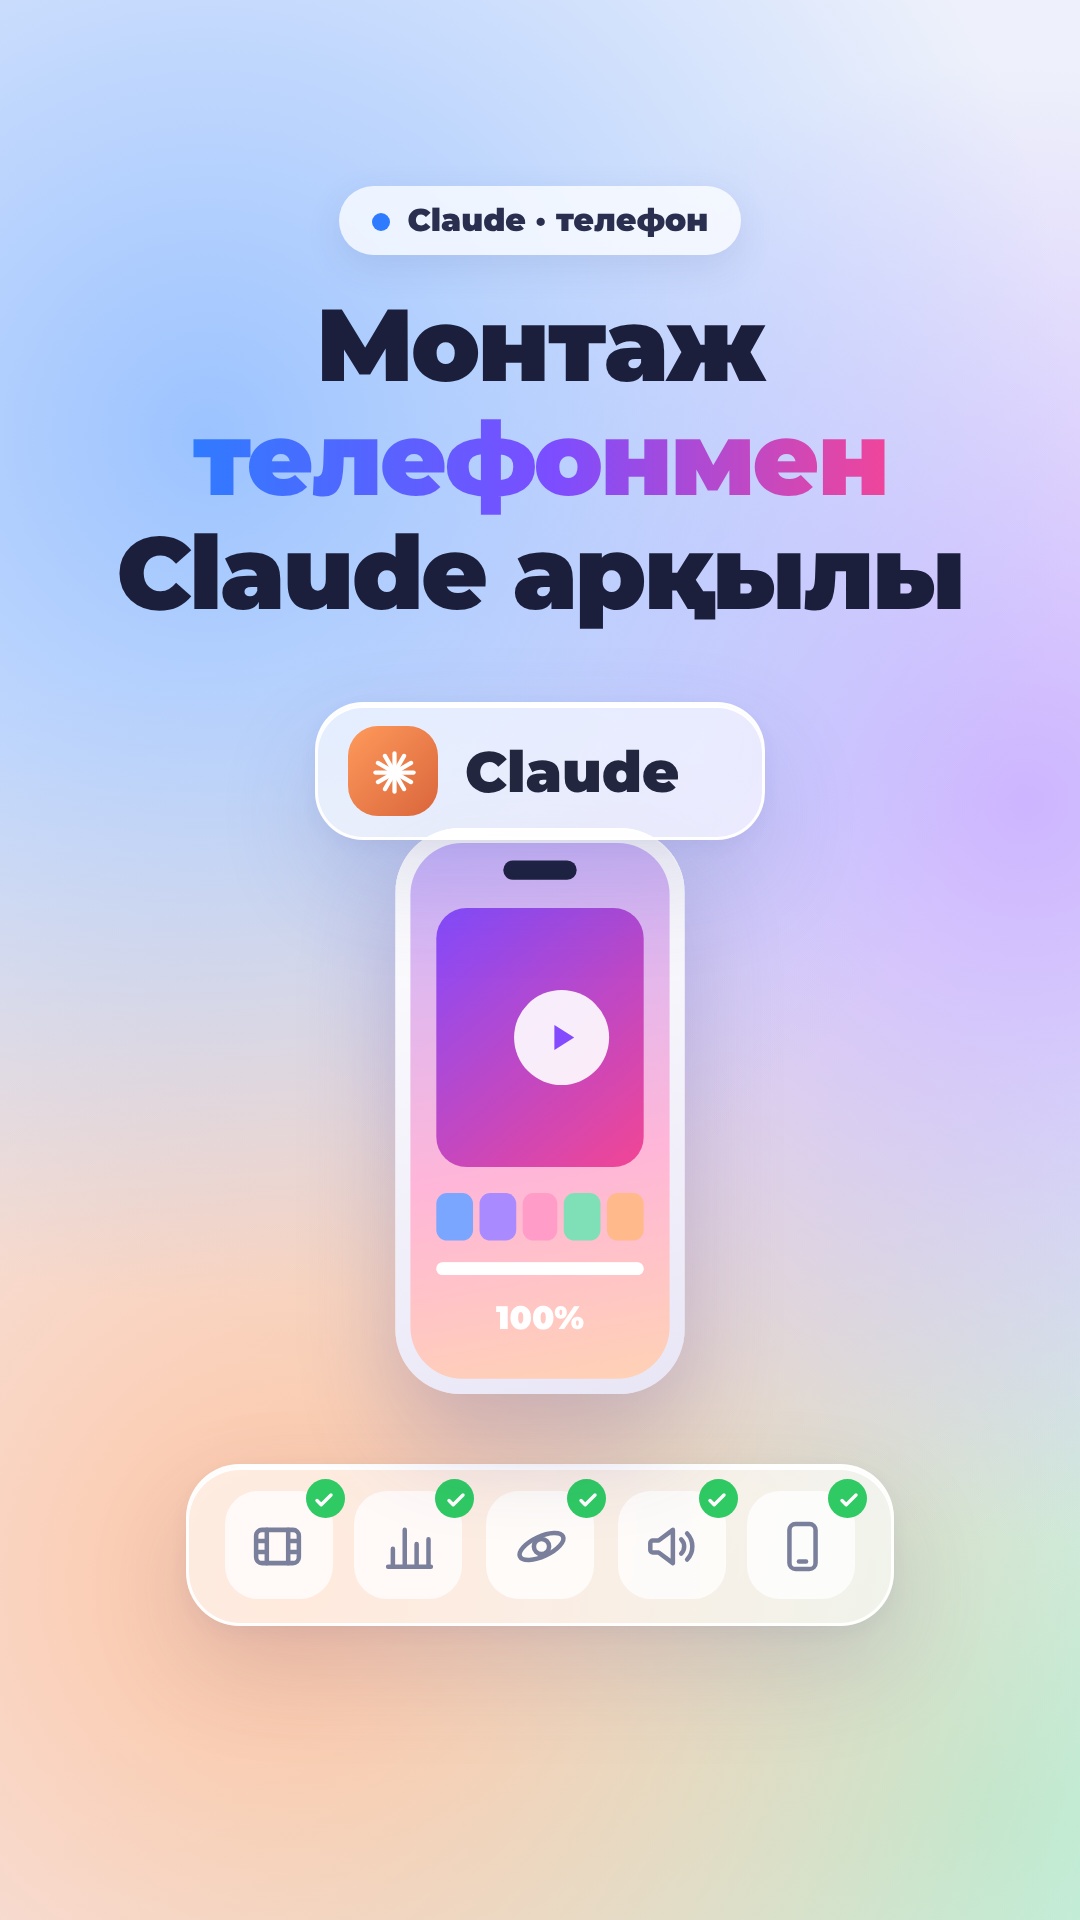 Claude · телефон
Монтаж
телефонмен
Claude арқылы
Claude
100%